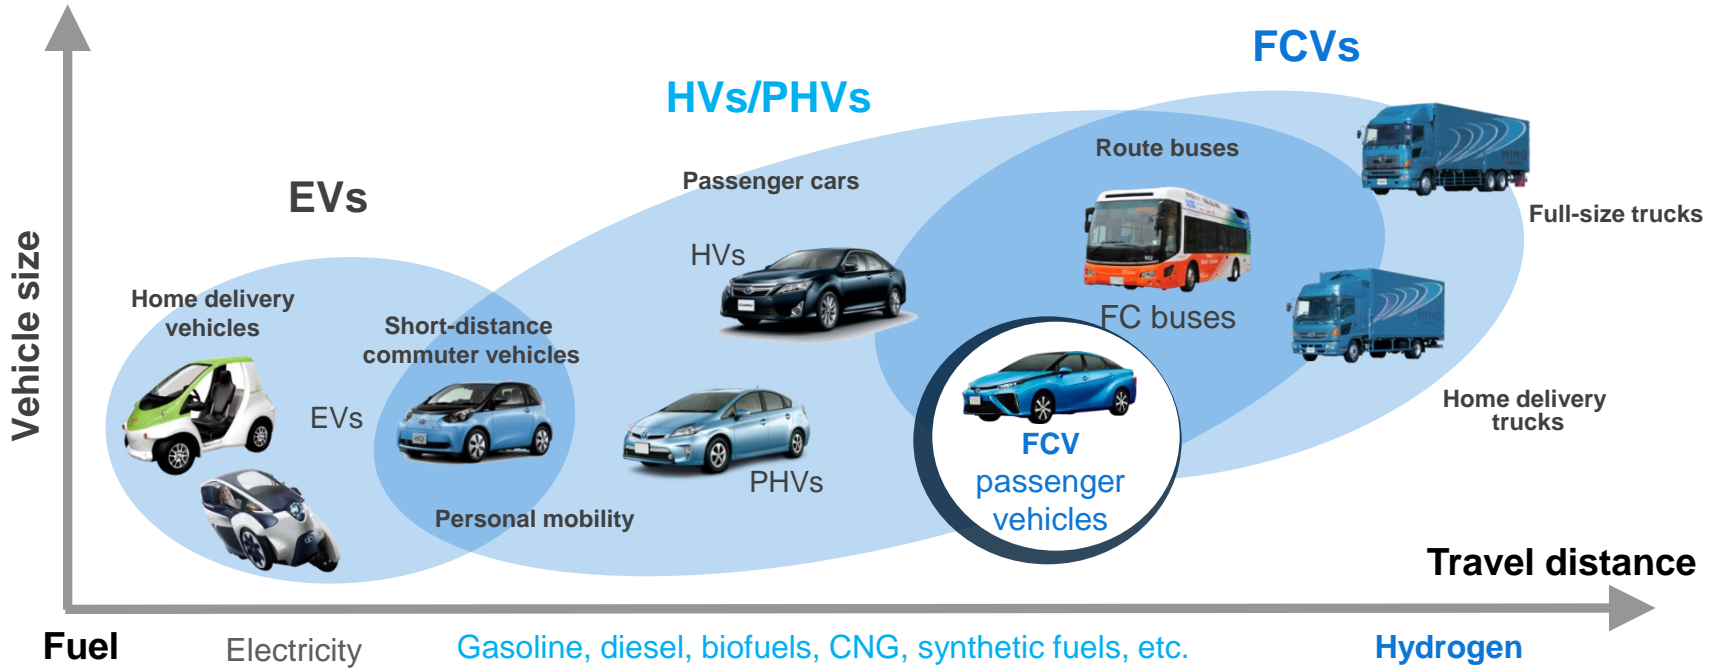 FCVs
HVs/PHVs
EVs
Route buses
Passenger cars
Full-size trucks
HVs
Vehicle size
Home delivery
vehicles
Short-distance
commuter vehicles
FC buses
EVs
Home delivery
trucks
FCV
passenger
vehicles
PHVs
Personal mobility
Travel distance
Fuel
Electricity
Gasoline, diesel, biofuels, CNG, synthetic fuels, etc.
Hydrogen